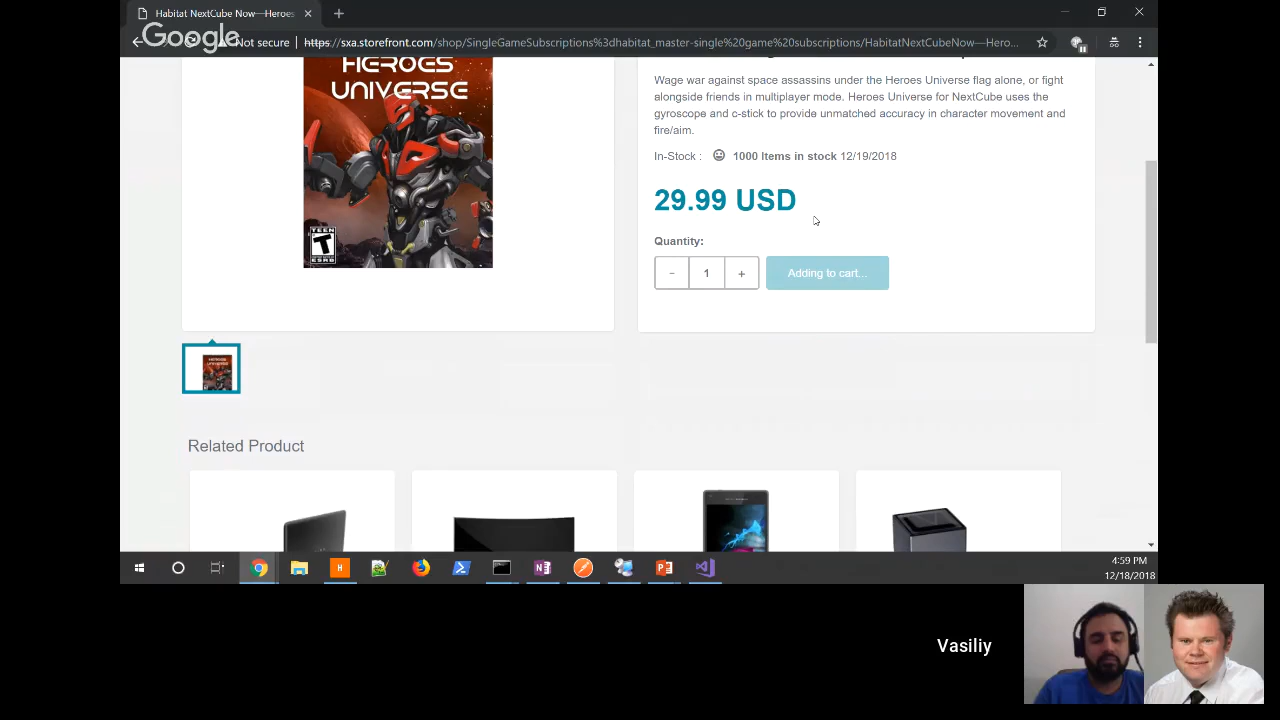 Habitat NextCube Now—Heroes
Google
Not secure
https://sxa.storefront.com/shop/SingleGameSubscriptions%3dhabitat_master-single%20game%20subscriptions/HabitatNextCubeNow—Hero...
HEROES
UNIVERSE
TEEN
T
ESRB
Wage war against space assassins under the Heroes Universe flag alone, or fight
alongside friends in multiplayer mode. Heroes Universe for NextCube uses the
gyroscope and c-stick to provide unmatched accuracy in character movement and
fire/aim.
In-Stock : 1000 Items in stock 12/19/2018
29.99 USD
Quantity:
- 1 + Adding to cart...
HEROES
UNIVERSE
Related Product
4:59 PM
12/18/2018
Vasiliy